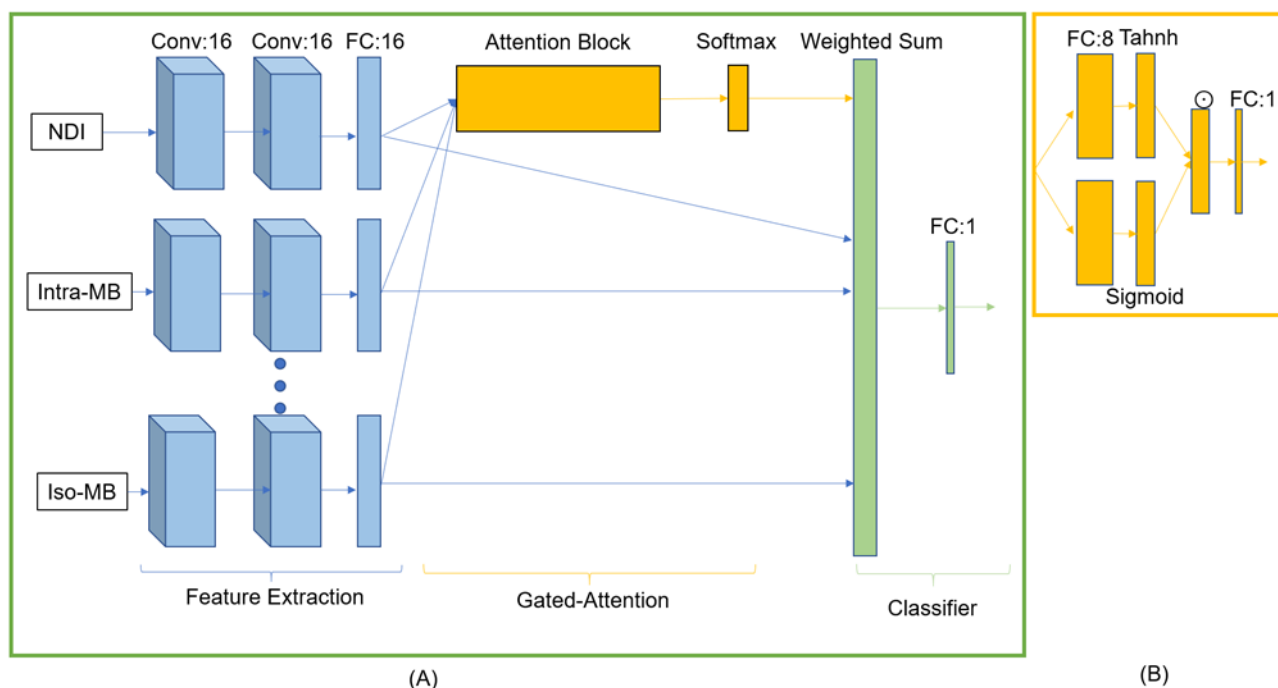 Conv:16 Conv:16 FC:16 Attention Block Softmax Weighted Sum
NDI
Intra-MB
FC:1
Iso-MB
Feature Extraction
Gated-Attention
Classifier
(A)
FC:8 Tahnh
⊙ FC:1
Sigmoid
(B)